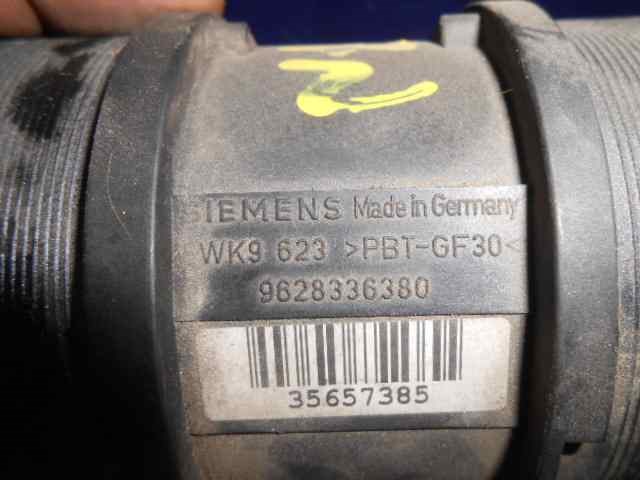 SIEMENS Made in Germany
WK9 623 >PBT-GF30<
9628336380
35657385